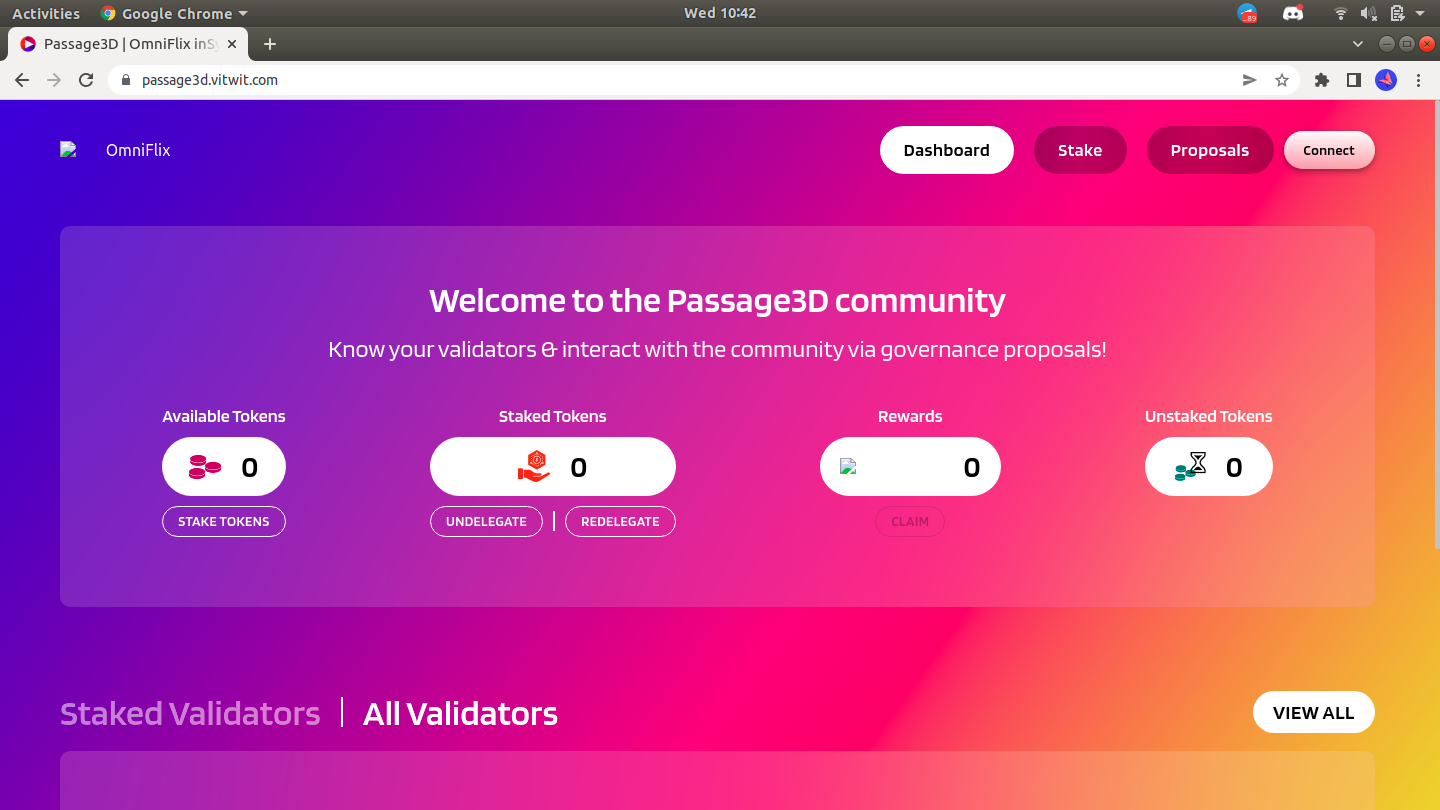 Activities Google Chrome Wed 10:42 89
Passage3D | OmniFlix inSy
passage3d.vitwit.com
OmniFlix Dashboard Stake Proposals Connect
Welcome to the Passage3D community
Know your validators & interact with the community via governance proposals!
Available Tokens Staked Tokens Rewards Unstaked Tokens
0 0 0 0
STAKE TOKENS UNDELEGATE REDELEGATE CLAIM
Staked Validators All Validators VIEW ALL